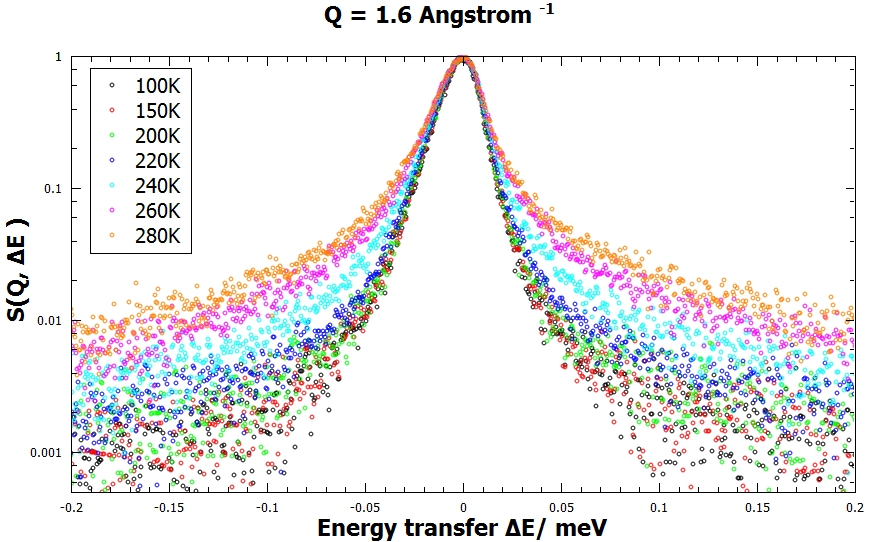 Q = 1.6 Angstrom -1
1
0.1
0.01
0.001
S(Q, ΔE )
100K
150K
200K
220K
240K
260K
280K
-0.2 -0.15 -0.1 -0.05 0 0.05 0.1 0.15 0.2
Energy transfer ΔE/ meV